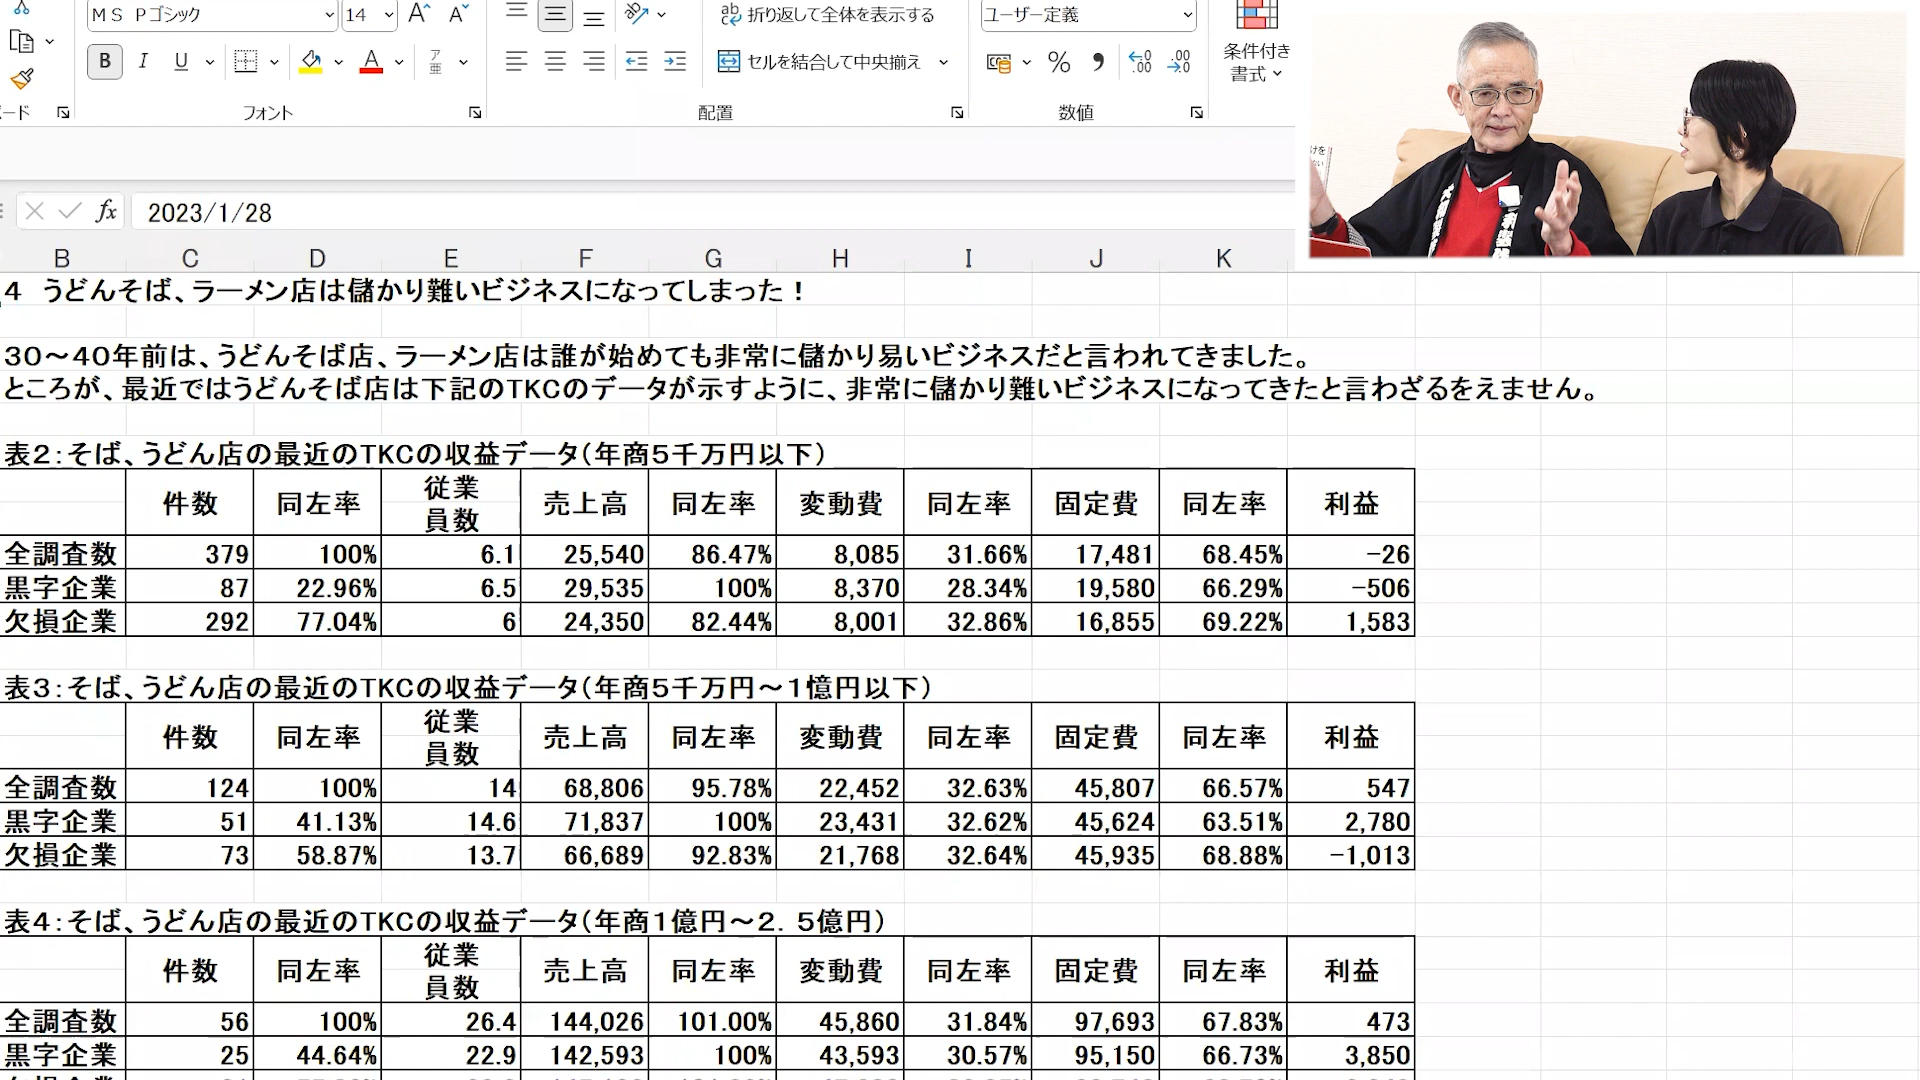 ＭＳ Ｐゴシック 14 折り返して全体を表示する ユーザー定義
B I U A ア 亜 セルを結合して中央揃え % 条件付き
書式
ード フォント 配置 数値
fx 2023/1/28
B C D E F G H I J K
4 うどんそば、ラーメン店は儲かり難いビジネスになってしまった！
30～40年前は、うどんそば店、ラーメン店は誰が始めても非常に儲かり易いビジネスだと言われてきました。
ところが、最近ではうどんそば店は下記のTKCのデータが示すように、非常に儲かり難いビジネスになってきたと言わざるをえません。
表2：そば、うどん店の最近のTKCの収益データ（年商5千万円以下）
件数 同左率 従業員数 売上高 同左率 変動費 同左率 固定費 同左率 利益
全調査数 379 100% 6.1 25,540 86.47% 8,085 31.66% 17,481 68.45% -26
黒字企業 87 22.96% 6.5 29,535 100% 8,370 28.34% 19,580 66.29% -506
欠損企業 292 77.04% 6 24,350 82.44% 8,001 32.86% 16,855 69.22% 1,583
表3：そば、うどん店の最近のTKCの収益データ（年商5千万円～1憶円以下）
件数 同左率 従業員数 売上高 同左率 変動費 同左率 固定費 同左率 利益
全調査数 124 100% 14 68,806 95.78% 22,452 32.63% 45,807 66.57% 547
黒字企業 51 41.13% 14.6 71,837 100% 23,431 32.62% 45,624 63.51% 2,780
欠損企業 73 58.87% 13.7 66,689 92.83% 21,768 32.64% 45,935 68.88% -1,013
表4：そば、うどん店の最近のTKCの収益データ（年商1億円～2．5億円）
件数 同左率 従業員数 売上高 同左率 変動費 同左率 固定費 同左率 利益
全調査数 56 100% 26.4 144,026 101.00% 45,860 31.84% 97,693 67.83% 473
黒字企業 25 44.64% 22.9 142,593 100% 43,593 30.57% 95,150 66.73% 3,850